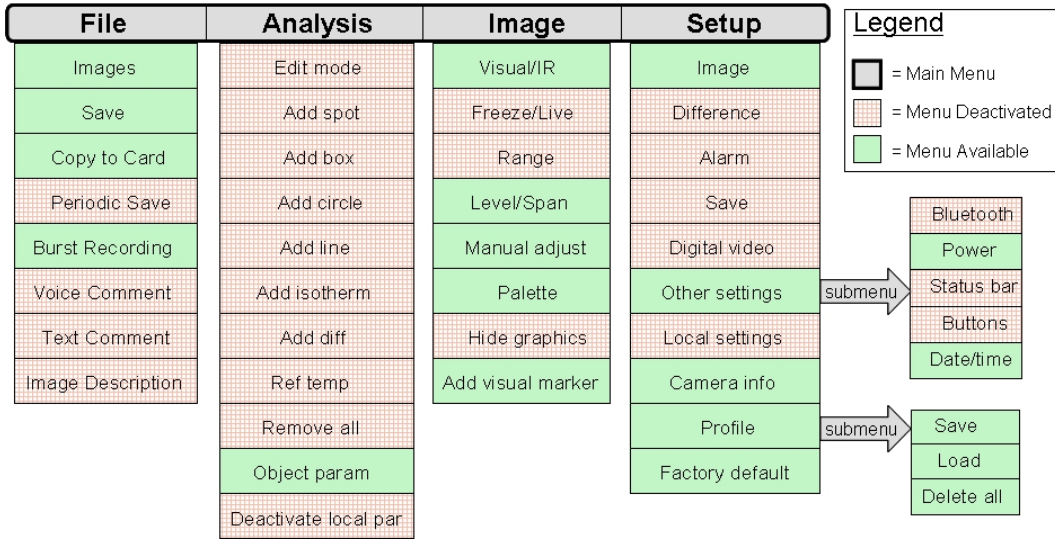 File
Analysis
Image
Setup
Images
Save
Copy to Card
Periodic Save
Burst Recording
Voice Comment
Text Comment
Image Description
Edit mode
Add spot
Add box
Add circle
Add line
Add isotherm
Add diff
Ref temp
Remove all
Object param
Deactivate local par
Visual/IR
Freeze/Live
Range
Level/Span
Manual adjust
Palette
Hide graphics
Add visual marker
Image
Difference
Alarm
Save
Digital video
Other settings
Local settings
Camera info
Profile
Factory default
Legend
= Main Menu
= Menu Deactivated
= Menu Available
submenu
Bluetooth
Power
Status bar
Buttons
Date/time
submenu
Save
Load
Delete all